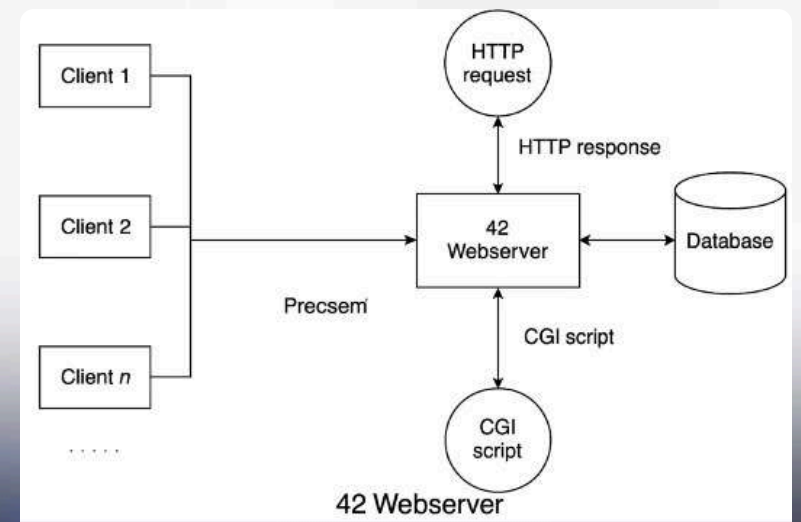 Client 1
Client 2
Client n
. . . . .
Precsem
HTTP
request
HTTP response
42
Webserver
Database
CGI script
CGI
script
42 Webserver